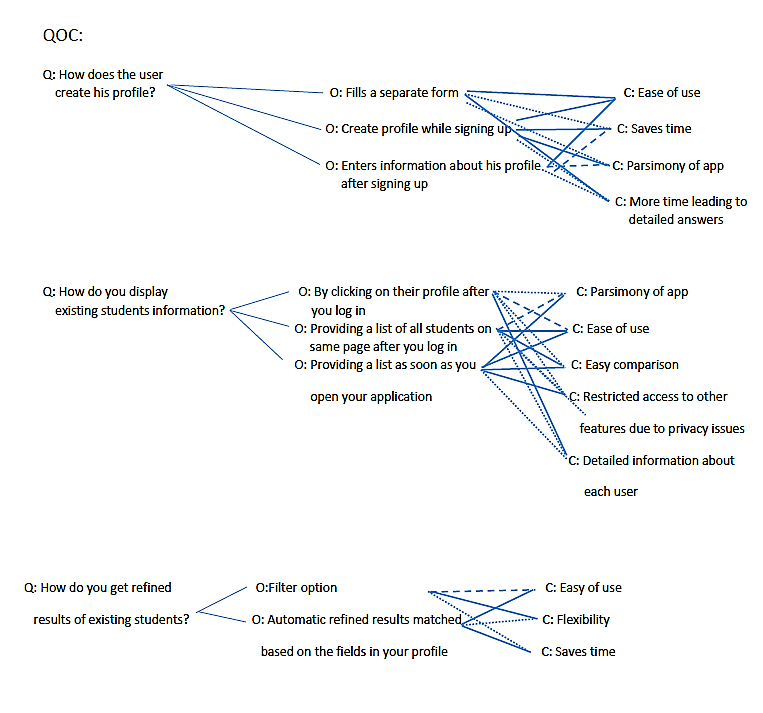 QOC:
Q: How does the user
create his profile?
O: Fills a separate form
O: Create profile while signing up
O: Enters information about his profile
after signing up
C: Ease of use
C: Saves time
C: Parsimony of app
C: More time leading to
detailed answers
Q: How do you display
existing students information?
O: By clicking on their profile after
you log in
O: Providing a list of all students on
same page after you log in
O: Providing a list as soon as you
open your application
C: Parsimony of app
C: Ease of use
C: Easy comparison
C: Restricted access to other
features due to privacy issues
C: Detailed information about
each user
Q: How do you get refined
results of existing students?
O:Filter option
O: Automatic refined results matched
based on the fields in your profile
C: Easy of use
C: Flexibility
C: Saves time